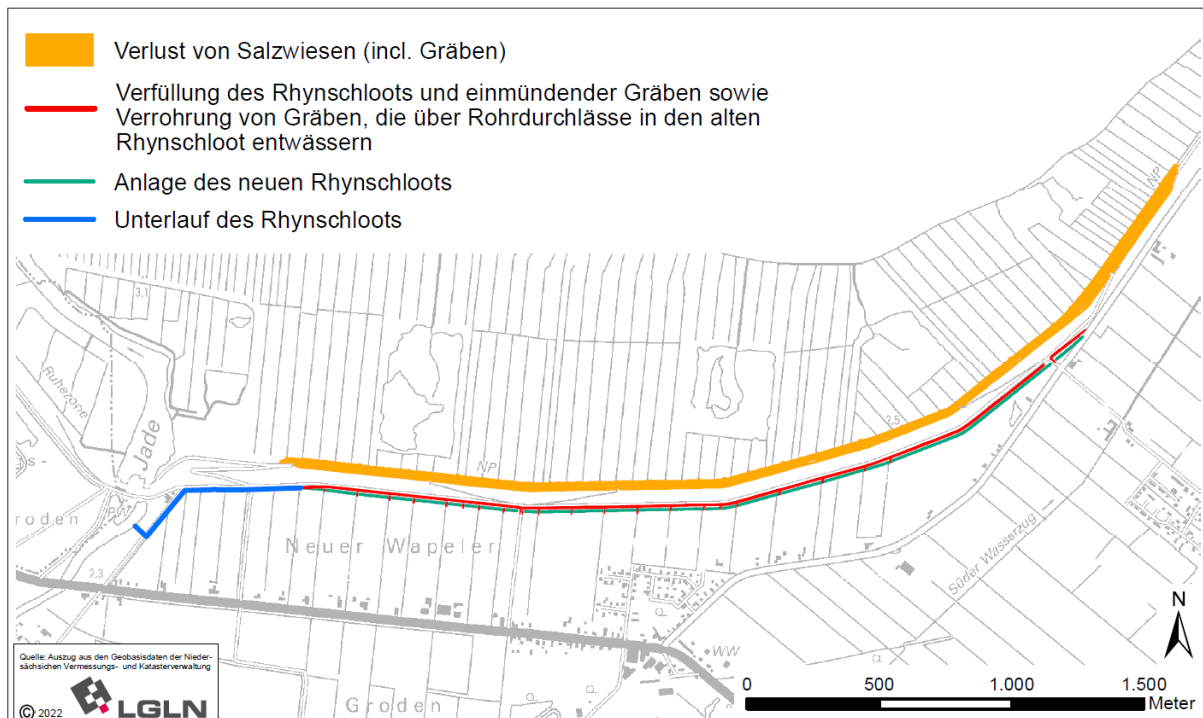 Verlust von Salzwiesen (incl. Gräben)
Verfüllung des Rhynschloots und einmündender Gräben sowie
Verrohrung von Gräben, die über Rohrdurchlässe in den alten
Rhynschloot entwässern
Anlage des neuen Rhynschloots
Unterlauf des Rhynschloots
NP
3,1
Ruhezone
Jade
2,5
NP
PW
Groden
Neuer Wapeler
2,3
Süder Wasserzug
WW
Groden
N
0 500 1.000 1.500
Meter
Quelle: Auszug aus den Geobasisdaten der Nieder-
sächsichen Vermessungs- und Katasterverwaltung
© 2022 LGLN